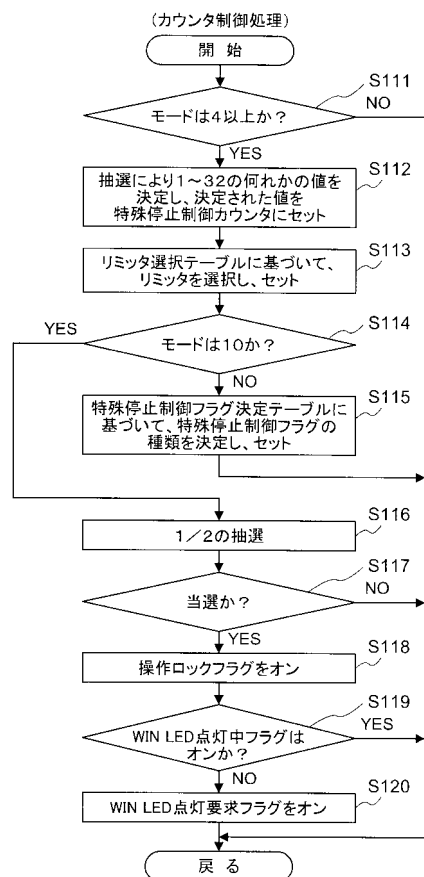 (カウンタ制御処理)
開 始
S111
モードは4以上か?
NO
YES
S112
抽選により1~32の何れかの値を
決定し、決定された値を
特殊停止制御カウンタにセット
S113
リミッタ選択テーブルに基づいて、
リミッタを選択し、セット
S114
YES
モードは10か?
NO
S115
特殊停止制御フラグ決定テーブルに
基づいて、特殊停止制御フラグの
種類を決定し、セット
S116
1/2の抽選
S117
当選か?
NO
YES
S118
操作ロックフラグをオン
S119
WIN LED点灯中フラグは
オンか?
YES
NO
S120
WIN LED点灯要求フラグをオン
戻 る